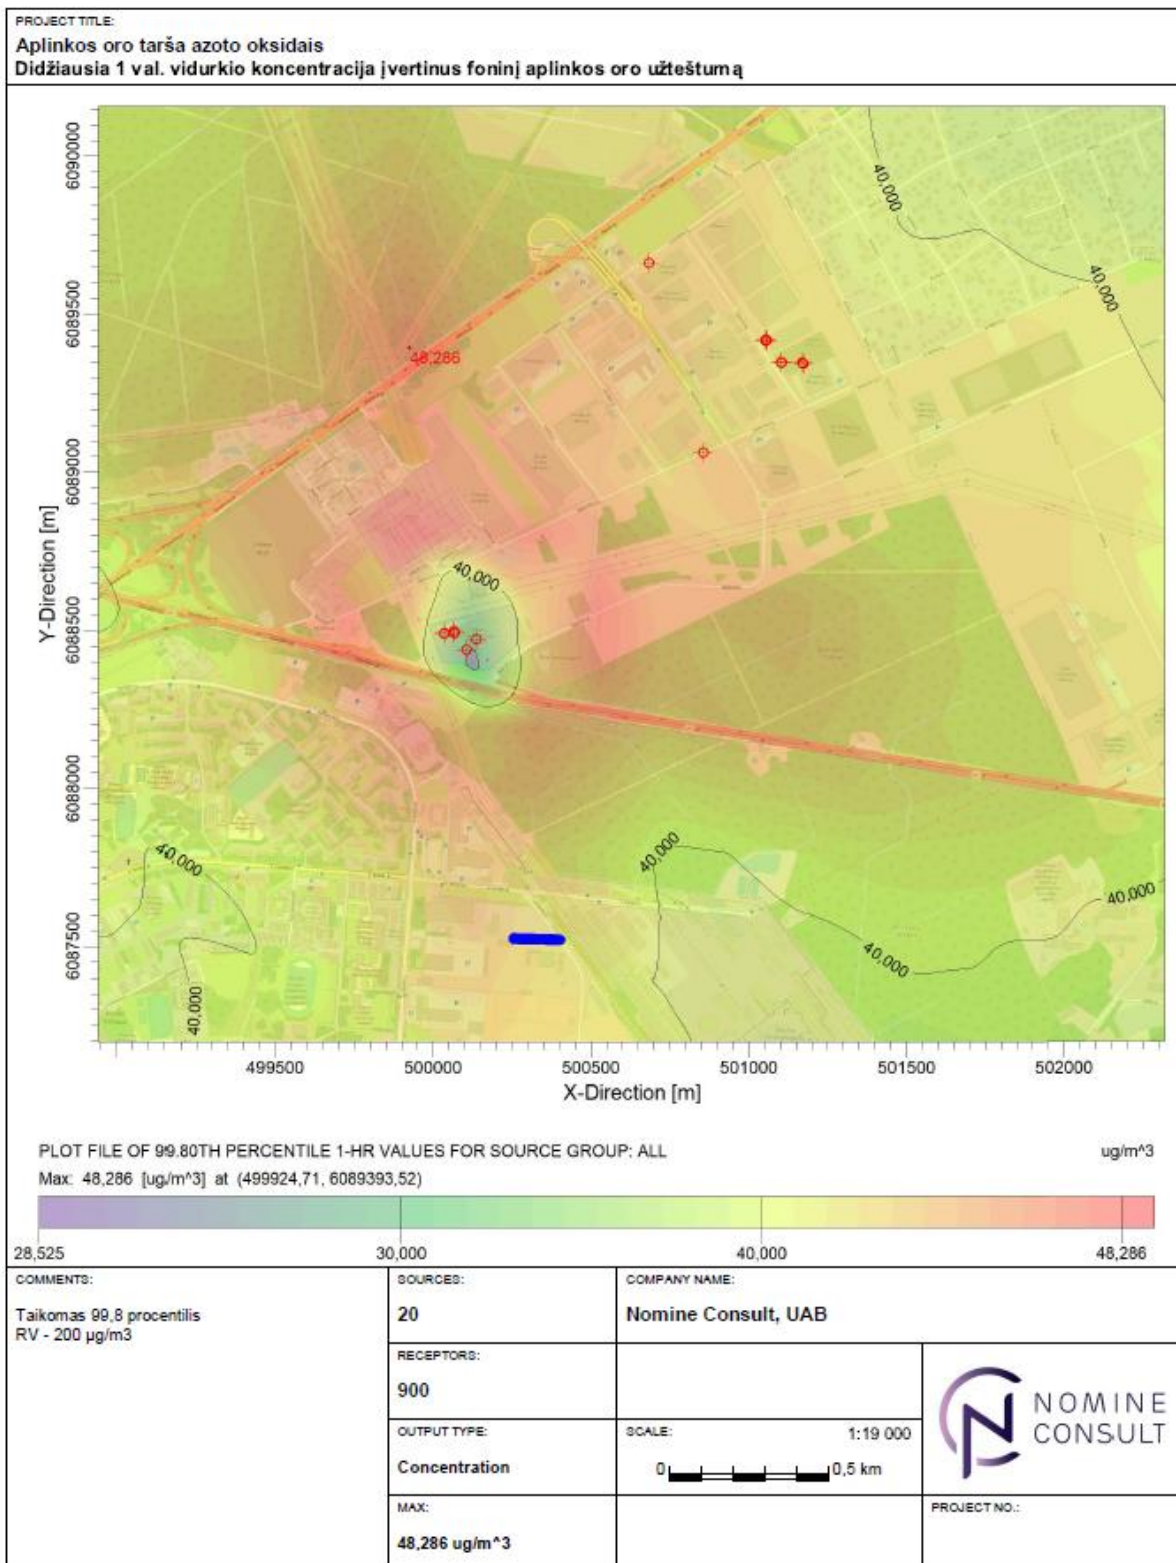 PROJECT TITLE:
Aplinkos oro tarša azoto oksidais
Didžiausia 1 val. vidurkio koncentracija įvertinus foninį aplinkos oro užteštumą
40,000
40,000
48,286
40,000
40,000
40,000
40,000
40,000
40,000
Y-Direction [m]
6090000
6089500
6089000
6088500
6088000
6087500
499500 500000 500500 501000 501500 502000
X-Direction [m]
PLOT FILE OF 99.80TH PERCENTILE 1-HR VALUES FOR SOURCE GROUP: ALL ug/m^3
Max: 48,286 [ug/m^3] at (499924,71, 6089393,52)
28,525 30,000 40,000 48,286
COMMENTS:
Taikomas 99,8 procentilis
RV - 200 µg/m3
SOURCES:
20
COMPANY NAME:
Nomine Consult, UAB
RECEPTORS:
900
OUTPUT TYPE:
Concentration
SCALE: 1:19 000
0 0,5 km
MAX:
48,286 ug/m^3
NOMINE
CONSULT
PROJECT NO.: